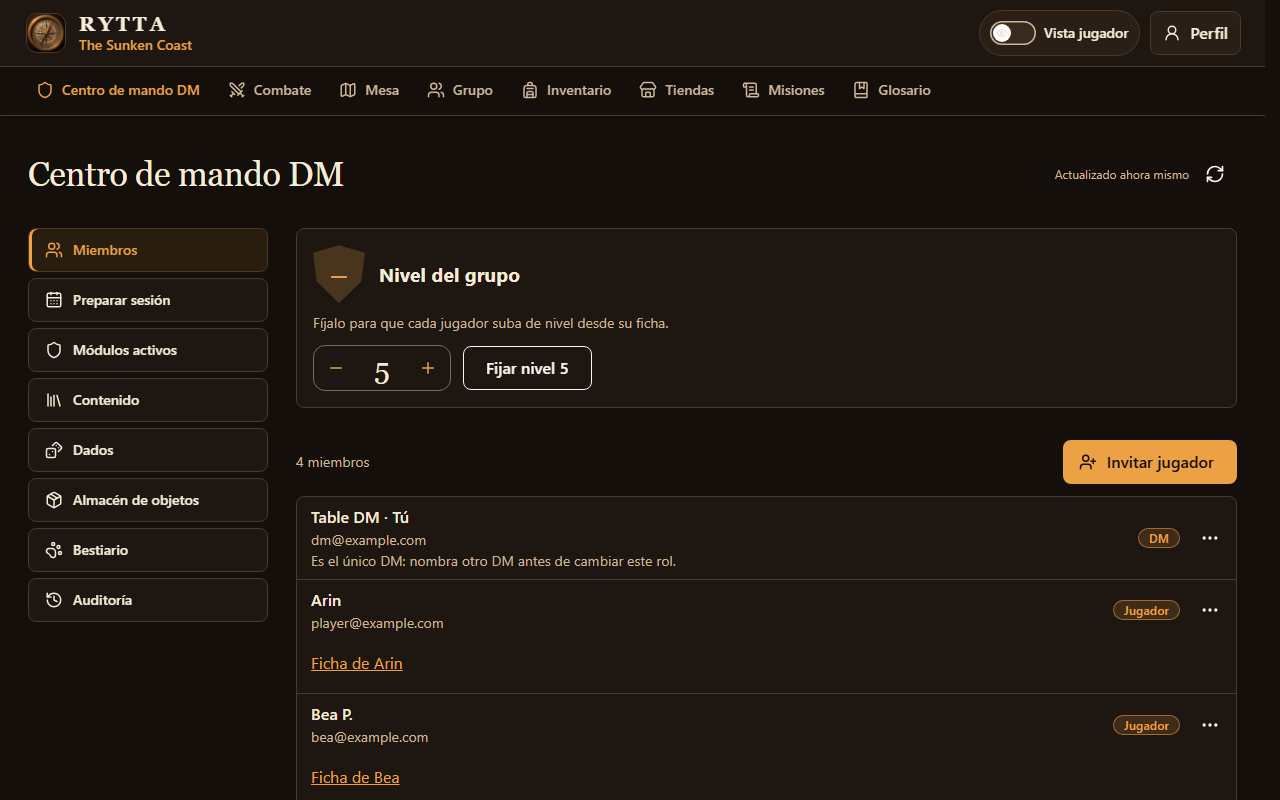 RYTTA
The Sunken Coast
Vista jugador
Perfil
Centro de mando DM
Combate
Mesa
Grupo
Inventario
Tiendas
Misiones
Glosario
Centro de mando DM
Actualizado ahora mismo
Miembros
Preparar sesión
Módulos activos
Contenido
Dados
Almacén de objetos
Bestiario
Auditoría
—
Nivel del grupo
Fíjalo para que cada jugador suba de nivel desde su ficha.
− 5 +
Fijar nivel 5
4 miembros
Invitar jugador
Table DM · Tú
dm@example.com
Es el único DM: nombra otro DM antes de cambiar este rol.
DM
Arin
player@example.com
Jugador
Ficha de Arin
Bea P.
bea@example.com
Jugador
Ficha de Bea